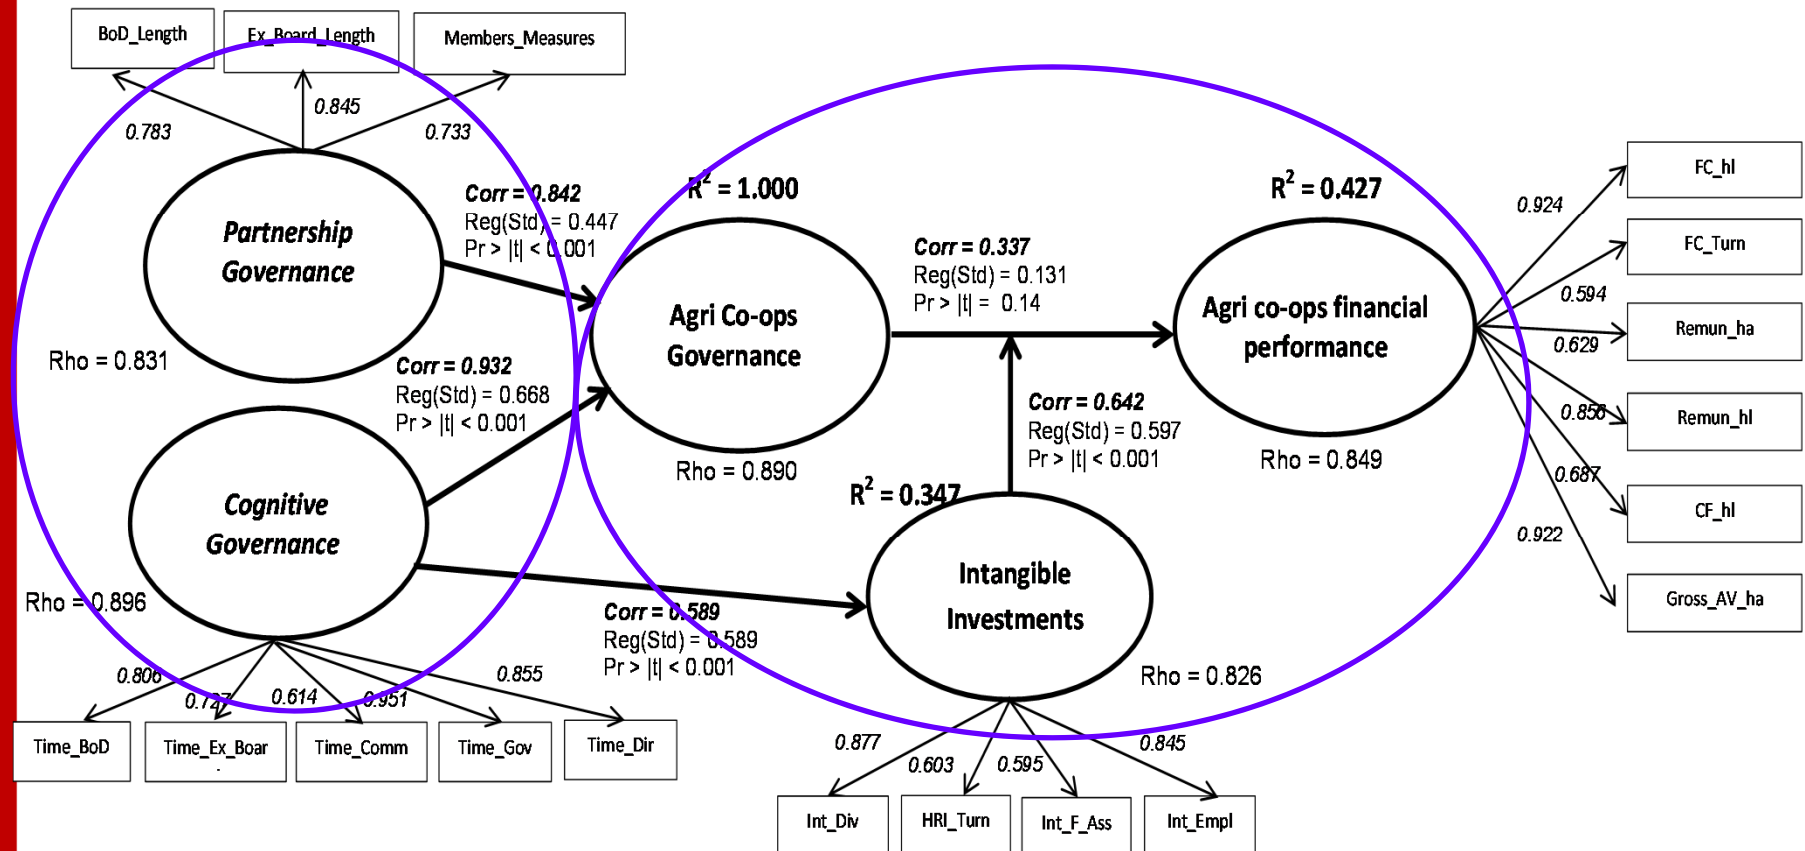 BoD_Length
Ex_Board_Length
Members_Measures
0.783
0.845
0.733
Partnership
Governance
Rho = 0.831
Corr = 0.842
Reg(Std) = 0.447
Pr > |t| < 0.001
R² = 1.000
Agri Co-ops
Governance
Rho = 0.890
Corr = 0.337
Reg(Std) = 0.131
Pr > |t| = 0.14
R² = 0.427
Agri co-ops financial
performance
Rho = 0.849
0.924
0.594
0.629
0.856
0.687
0.922
FC_hl
FC_Turn
Remun_ha
Remun_hl
CF_hl
Gross_AV_ha
Corr = 0.932
Reg(Std) = 0.668
Pr > |t| < 0.001
Cognitive
Governance
Rho = 0.896
Corr = 0.642
Reg(Std) = 0.597
Pr > |t| < 0.001
R² = 0.347
Intangible
Investments
Rho = 0.826
Corr = 0.589
Reg(Std) = 0.589
Pr > |t| < 0.001
0.806
0.727
0.614
0.951
0.855
Time_BoD
Time_Ex_Boar
Time_Comm
Time_Gov
Time_Dir
0.877
0.603
0.595
0.845
Int_Div
HRI_Turn
Int_F_Ass
Int_Empl